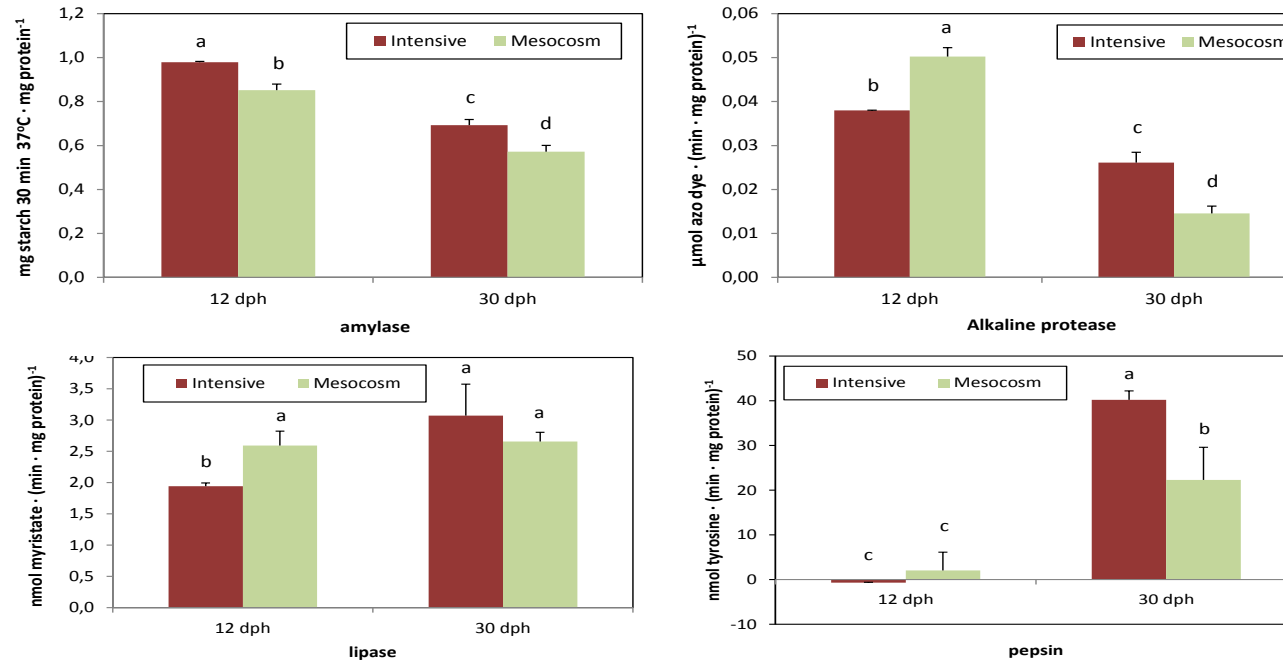 mg starch 30 min 37ºC · mg protein⁻¹
1,2
1,0
0,8
0,6
0,4
0,2
0,0
Intensive Mesocosm
a
b
c
d
12 dph 30 dph
amylase
µmol azo dye · (min · mg protein)⁻¹
0,06
0,05
0,04
0,03
0,02
0,01
0,00
Intensive Mesocosm
b
a
c
d
12 dph 30 dph
Alkaline protease
nmol myristate · (min · mg protein)⁻¹
4,0
3,5
3,0
2,5
2,0
1,5
1,0
0,5
0,0
Intensive Mesocosm
b
a
a
a
12 dph 30 dph
lipase
nmol tyrosine · (min · mg protein)⁻¹
50
40
30
20
10
0
-10
Intensive Mesocosm
c
c
a
b
12 dph 30 dph
pepsin